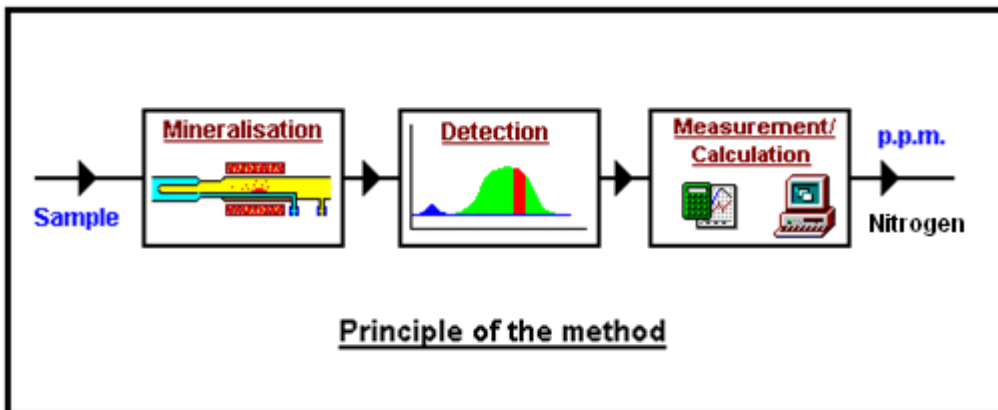 Mineralisation
Detection
Measurement/
Calculation
p.p.m.
Sample
Nitrogen
Principle of the method